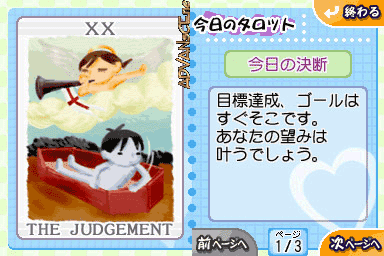 XX
THE JUDGEMENT
ADVANsCEne
今日のタロット
終わる
今日の決断
目標達成、ゴールは
すぐそこです。
あなたの望みは
叶うでしょう。
前ページへ
ページ
1/3
次ページへ